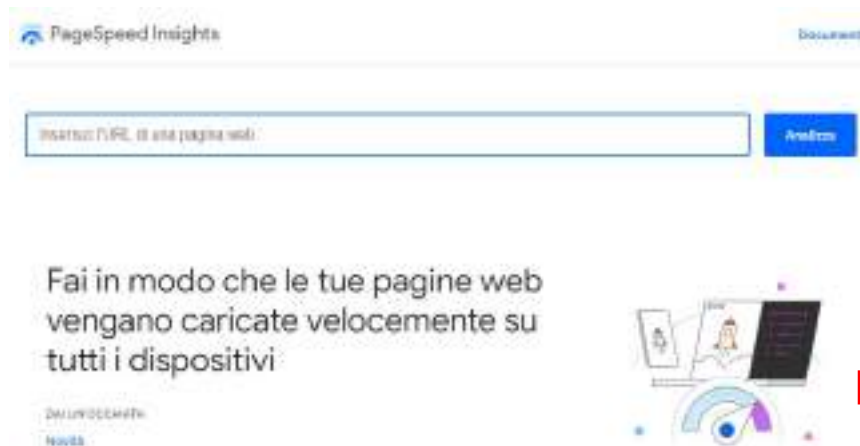 PageSpeed Insights
Document
Inserisci l'URL di una pagina web
Analizza
Fai in modo che le tue pagine web
vengano caricate velocemente su
tutti i dispositivi
Novità